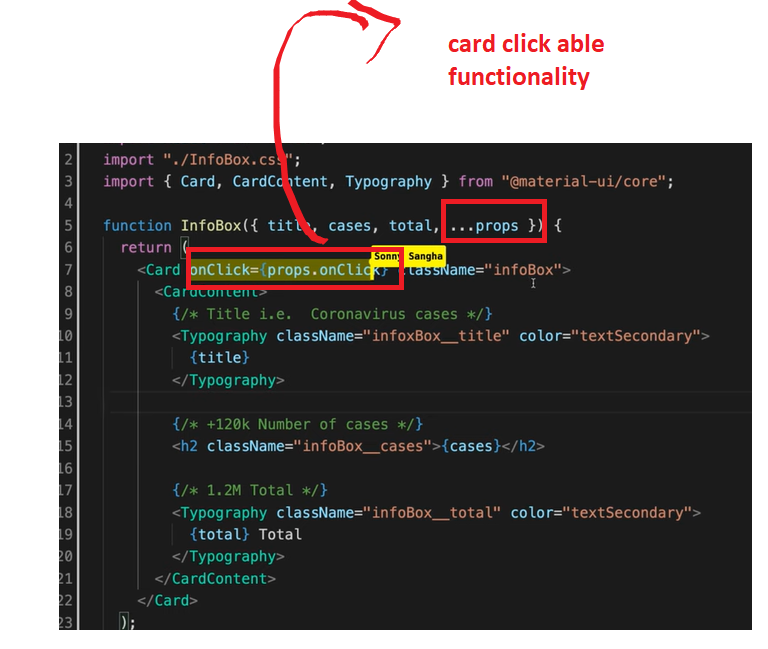 card click able
functionality
2 import "./InfoBox.css";
3 import { Card, CardContent, Typography } from "@material-ui/core";
4
5 function InfoBox({ title, cases, total, ...props }) {
6 return (
Sonny Sangha
7 <Card onClick={props.onClick} className="infoBox">
8 <CardContent>
9 {/* Title i.e. Coronavirus cases */}
10 <Typography className="infoxBox__title" color="textSecondary">
11 {title}
12 </Typography>
13
14 {/* +120k Number of cases */}
15 <h2 className="infoBox__cases">{cases}</h2>
16
17 {/* 1.2M Total */}
18 <Typography className="infoBox__total" color="textSecondary">
19 {total} Total
20 </Typography>
21 </CardContent>
22 </Card>
23 );